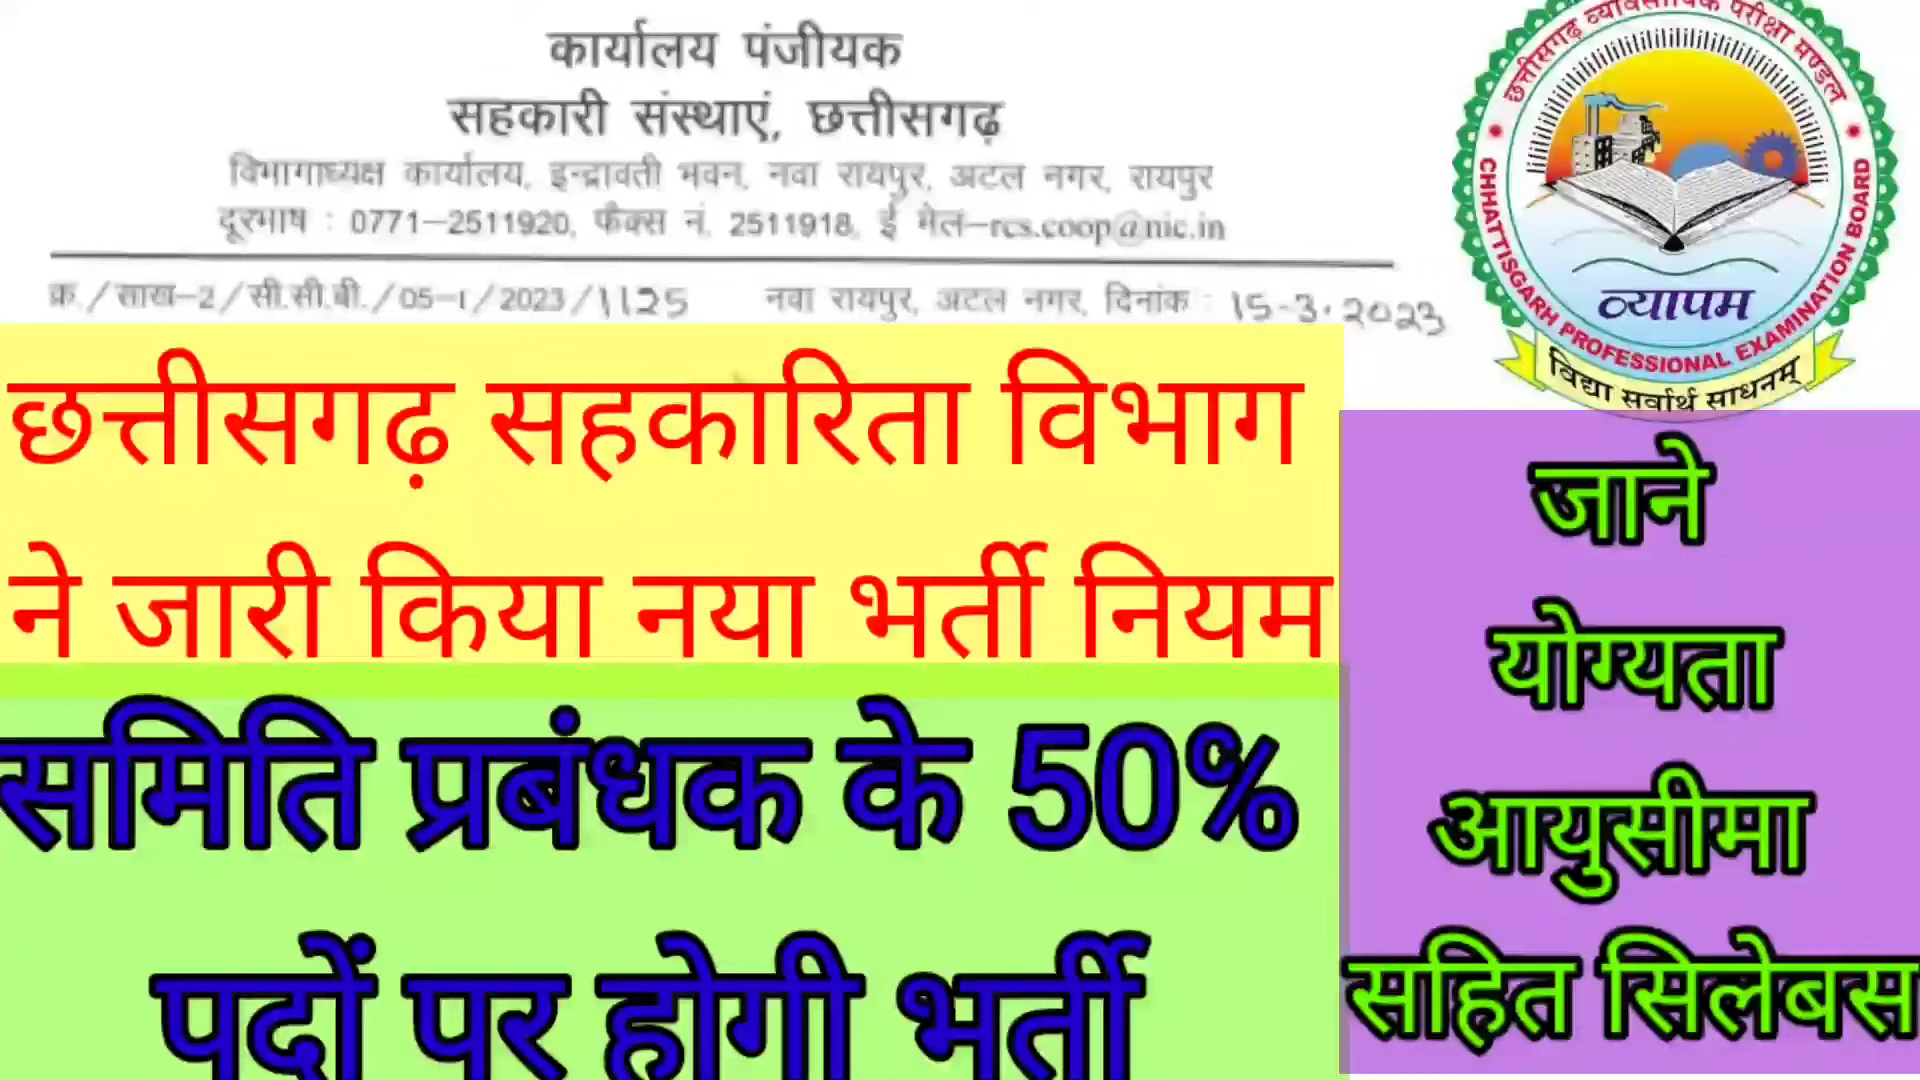 कार्यालय पंजीयक
सहकारी संस्थाएं, छत्तीसगढ़
विभागाध्यक्ष कार्यालय, इन्द्रावती भवन, नवा रायपुर, अटल नगर, रायपुर
दूरभाष : 0771-2511920, फैक्स नं. 2511918, ई मेल-rcs.coop@nic.in
क्र./साख-2/सी.सी.बी./05-1/2023/1125 नवा रायपुर, अटल नगर, दिनांक : 15-3-2023
छत्तीसगढ़ व्यावसायिक परीक्षा मण्डल
CHHATTISGARH PROFESSIONAL EXAMINATION BOARD
व्यापम
विद्या सर्वार्थ साधनम्
छत्तीसगढ़ सहकारिता विभाग
ने जारी किया नया भर्ती नियम
समिति प्रबंधक के 50%
पदों पर होगी भर्ती
जाने
योग्यता
आयुसीमा
सहित सिलेबस